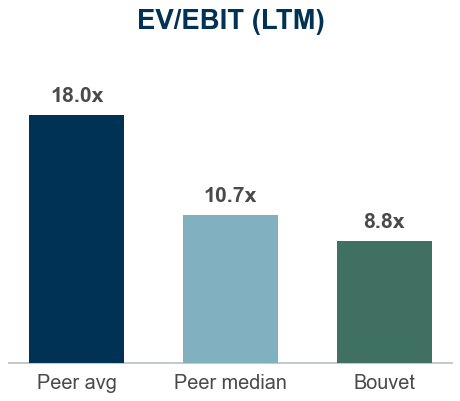 EV/EBIT (LTM)
18.0x
10.7x
8.8x
Peer avg
Peer median
Bouvet